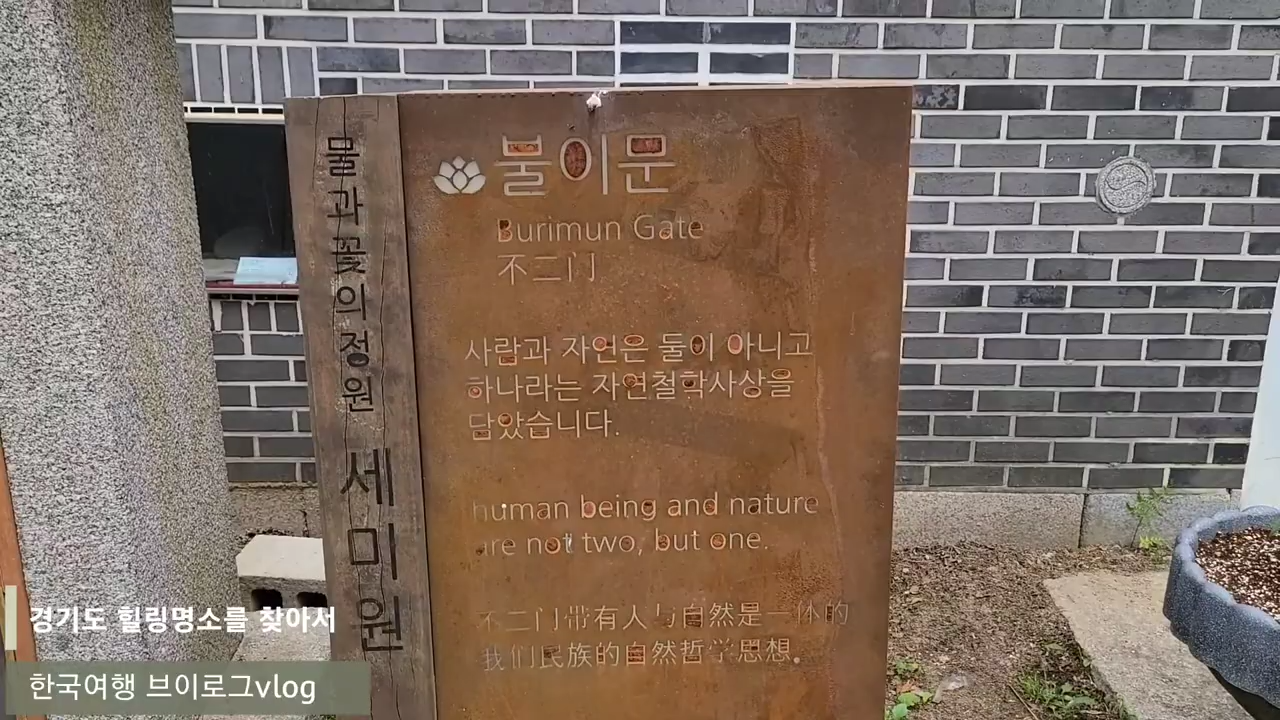 물과꽃의정원 세미원
불이문
Burimun Gate
不二门
사람과 자연은 둘이 아니고
하나라는 자연철학사상을
담았습니다.
human being and nature
are not two, but one.
不二门带有人与自然是一体的
我们民族的自然哲学思想。
경기도 힐링명소를 찾아서
한국여행 브이로그vlog